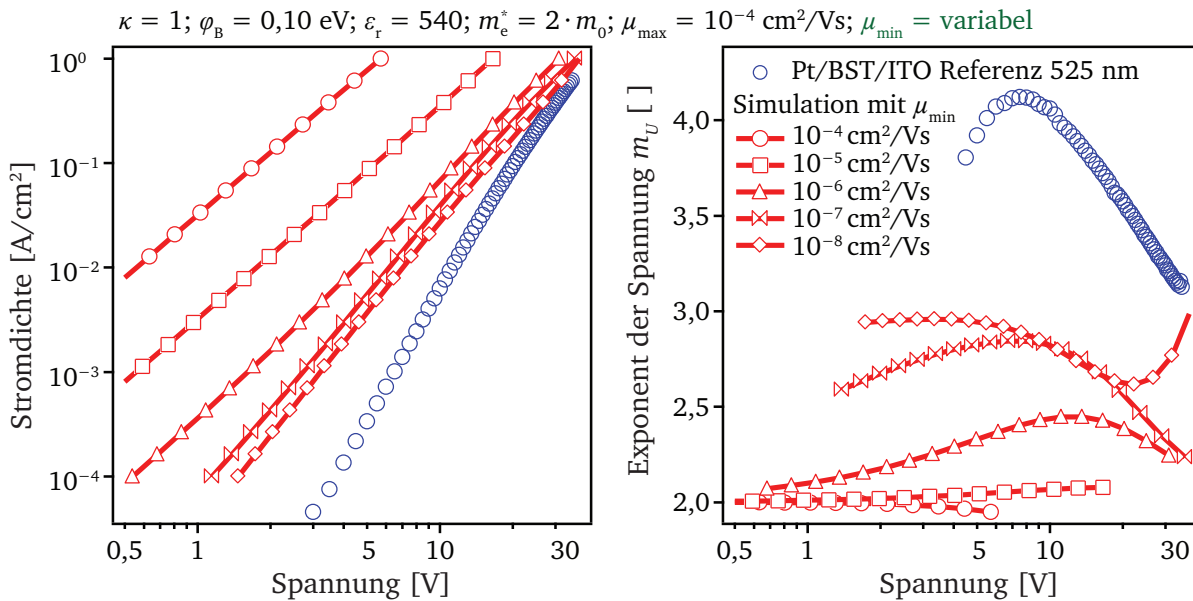 κ = 1; φ_B = 0,10 eV; ε_r = 540; m_e^* = 2 · m_0; μ_max = 10⁻⁴ cm²/Vs; μ_min = variabel
Stromdichte [A/cm²]
10⁰
10⁻¹
10⁻²
10⁻³
10⁻⁴
0,5
1
5
10
30
Spannung [V]
Exponent der Spannung m_U [ ]
4,0
3,5
3,0
2,5
2,0
Pt/BST/ITO Referenz 525 nm
Simulation mit μ_min
10⁻⁴ cm²/Vs
10⁻⁵ cm²/Vs
10⁻⁶ cm²/Vs
10⁻⁷ cm²/Vs
10⁻⁸ cm²/Vs
0,5
1
5
10
30
Spannung [V]